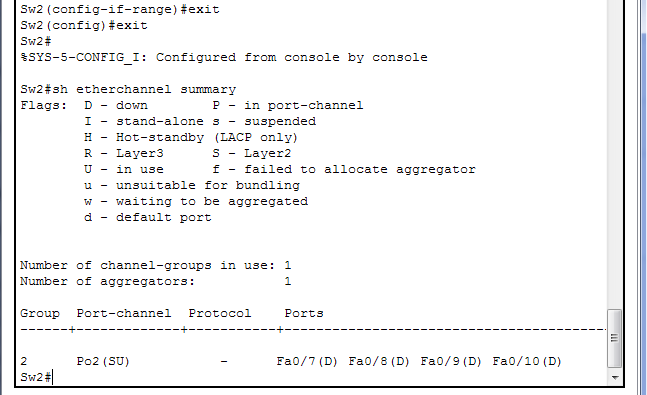 Sw2(config-if-range)#exit
Sw2(config)#exit
Sw2#
%SYS-5-CONFIG_I: Configured from console by console
Sw2#sh etherchannel summary
Flags:  D - down        P - in port-channel
        I - stand-alone s - suspended
        H - Hot-standby (LACP only)
        R - Layer3      S - Layer2
        U - in use      f - failed to allocate aggregator
        u - unsuitable for bundling
        w - waiting to be aggregated
        d - default port
Number of channel-groups in use: 1
Number of aggregators:           1
Group  Port-channel  Protocol    Ports
------+-------------+-----------+----------------------------------------------
2      Po2(SU)           -      Fa0/7(D) Fa0/8(D) Fa0/9(D) Fa0/10(D)
Sw2#